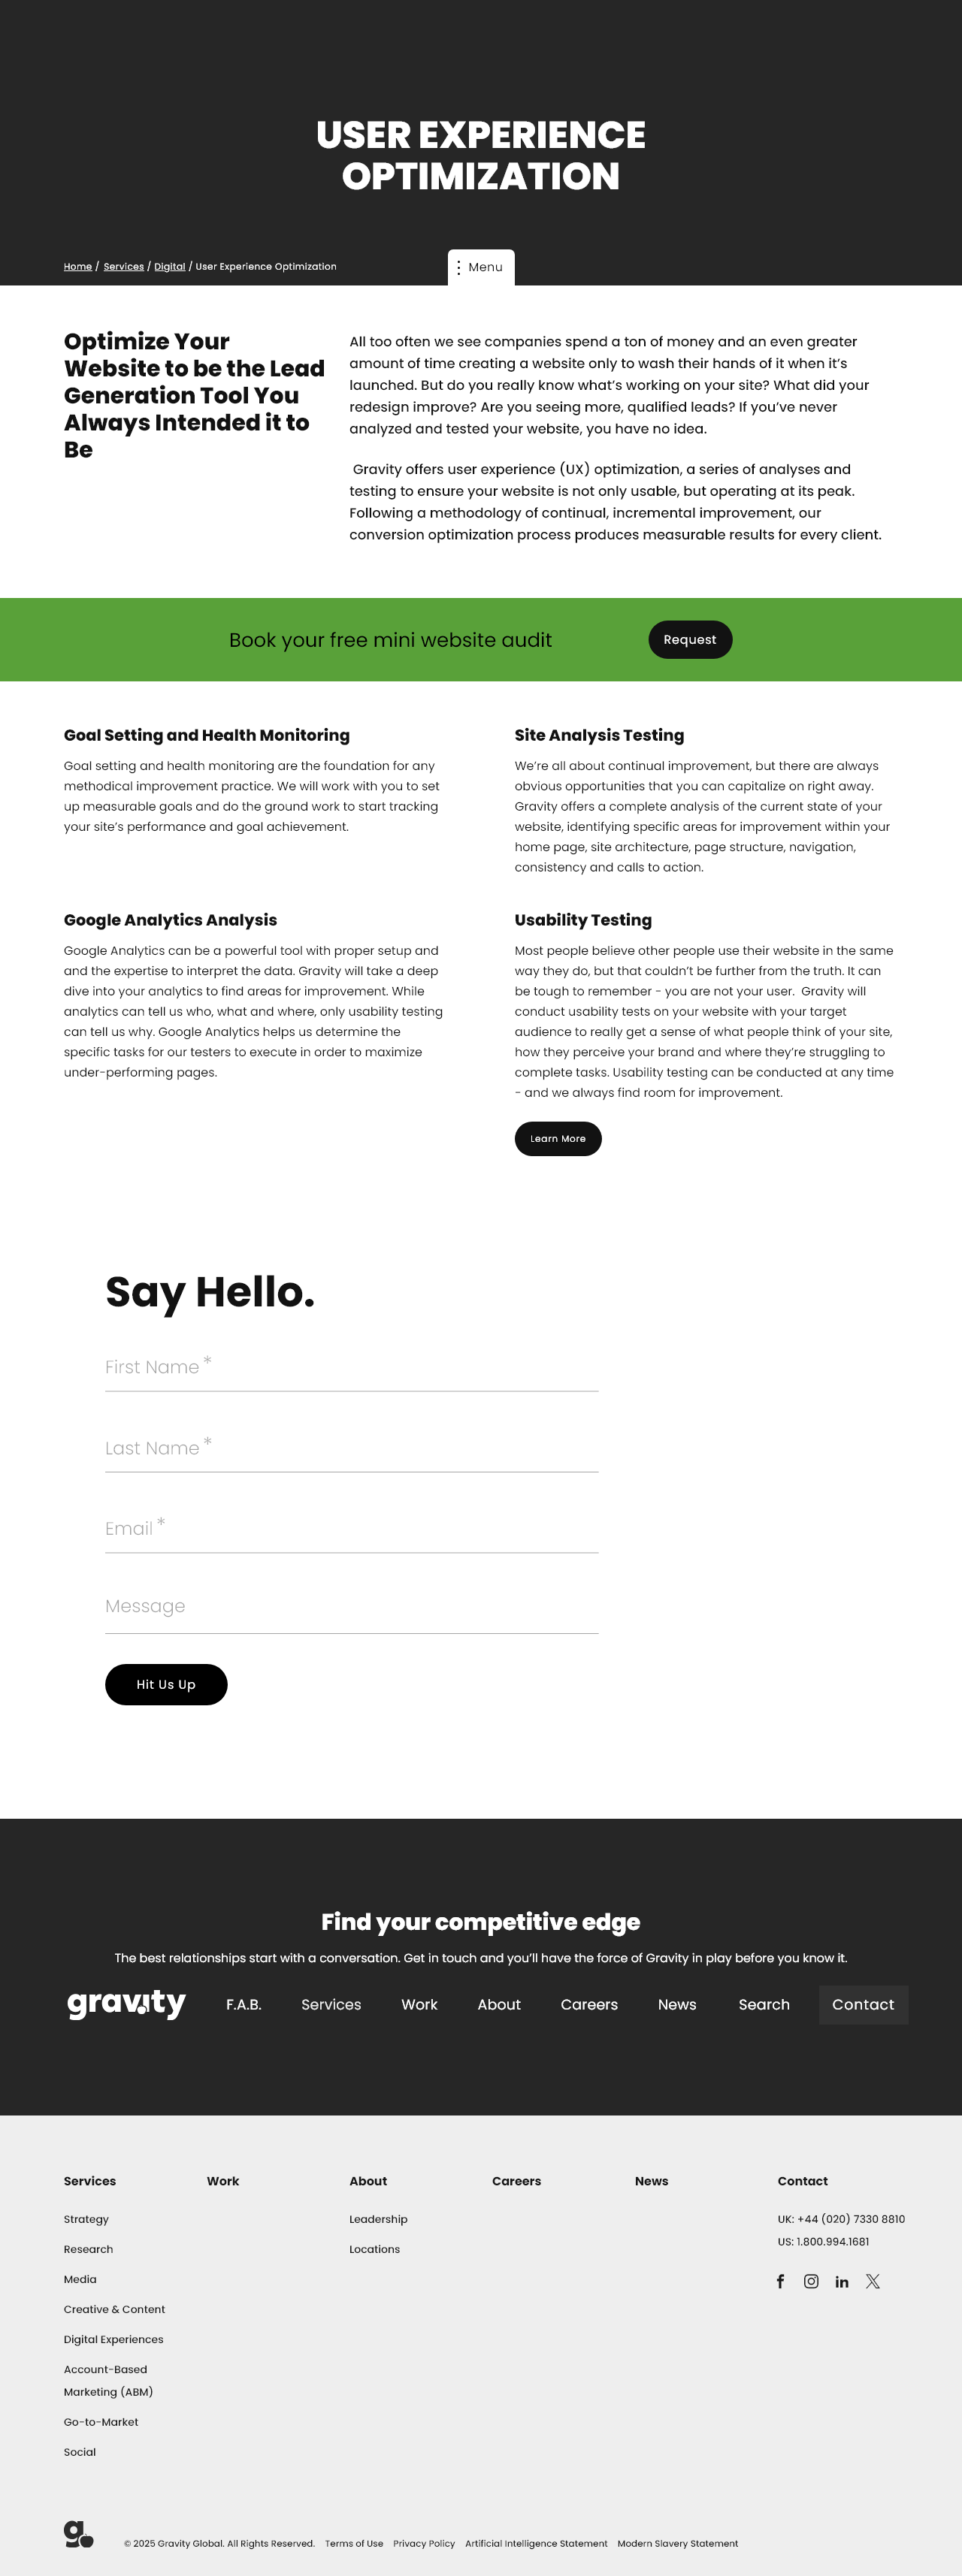 USER EXPERIENCE
OPTIMIZATION
Home / Services / Digital / User Experience Optimization
Menu
Optimize Your
Website to be the Lead
Generation Tool You
Always Intended it to
Be
All too often we see companies spend a ton of money and an even greater
amount of time creating a website only to wash their hands of it when it’s
launched. But do you really know what’s working on your site? What did your
redesign improve? Are you seeing more, qualified leads? If you’ve never
analyzed and tested your website, you have no idea.
Gravity offers user experience (UX) optimization, a series of analyses and
testing to ensure your website is not only usable, but operating at its peak.
Following a methodology of continual, incremental improvement, our
conversion optimization process produces measurable results for every client.
Book your free mini website audit
Request
Goal Setting and Health Monitoring
Goal setting and health monitoring are the foundation for any
methodical improvement practice. We will work with you to set
up measurable goals and do the ground work to start tracking
your site’s performance and goal achievement.
Site Analysis Testing
We’re all about continual improvement, but there are always
obvious opportunities that you can capitalize on right away.
Gravity offers a complete analysis of the current state of your
website, identifying specific areas for improvement within your
home page, site architecture, page structure, navigation,
consistency and calls to action.
Google Analytics Analysis
Google Analytics can be a powerful tool with proper setup and
and the expertise to interpret the data. Gravity will take a deep
dive into your analytics to find areas for improvement. While
analytics can tell us who, what and where, only usability testing
can tell us why. Google Analytics helps us determine the
specific tasks for our testers to execute in order to maximize
under-performing pages.
Usability Testing
Most people believe other people use their website in the same
way they do, but that couldn’t be further from the truth. It can
be tough to remember - you are not your user.  Gravity will
conduct usability tests on your website with your target
audience to really get a sense of what people think of your site,
how they perceive your brand and where they’re struggling to
complete tasks. Usability testing can be conducted at any time
- and we always find room for improvement.
Learn More
Say Hello.
First Name *
Last Name *
Email *
Message
Hit Us Up
Find your competitive edge
The best relationships start with a conversation. Get in touch and you’ll have the force of Gravity in play before you know it.
gravity F.A.B. Services Work About Careers News Search Contact
Services
Strategy
Research
Media
Creative & Content
Digital Experiences
Account-Based
Marketing (ABM)
Go-to-Market
Social
Work
About
Leadership
Locations
Careers
News
Contact
UK: +44 (020) 7330 8810
US: 1.800.994.1681
g
© 2025 Gravity Global. All Rights Reserved. Terms of Use Privacy Policy Artificial Intelligence Statement Modern Slavery Statement